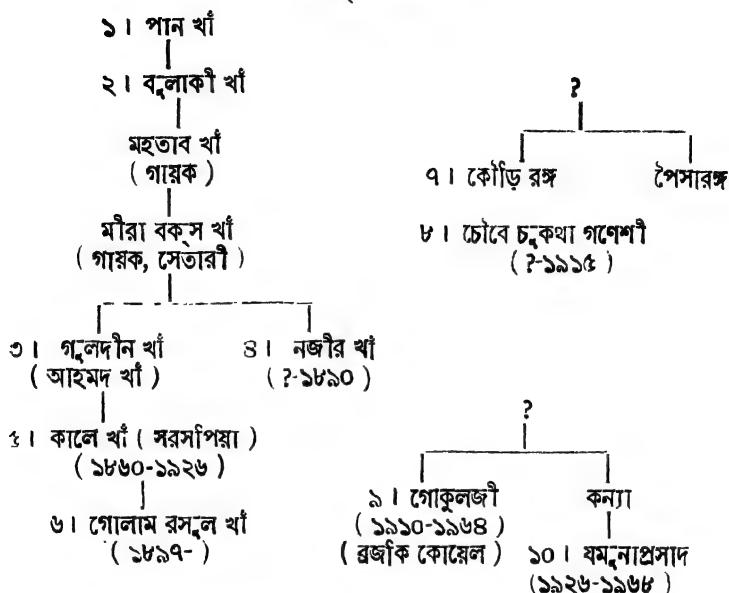 ১। পান খাঁ
২। বুলাকী খাঁ
মহতাব খাঁ
( গায়ক )
মীরা বক্স খাঁ
( গায়ক, সেতারী )
৩। গুলদীন খাঁ
( আহমদ খাঁ )
৪। নজীর খাঁ
( ?-১৮৯০ )
৫। কালে খাঁ ( সরসপিয়া )
( ১৮৬০-১৯২৬ )
৬। গোলাম রসুল খাঁ
( ১৮৯৭- )
?
৭। কৌড়ি রঙ্গ
পৈসারঙ্গ
৮। চৌবে চুকথা গণেশী
( ?-১৯১৫ )
?
৯। গোকুলজী
( ১৯১০-১৯৬৪ )
( ব্রজকি কোয়েল )
কন্যা
১০। যমুনাপ্রসাদ
(১৯২৬-১৯৬৮ )